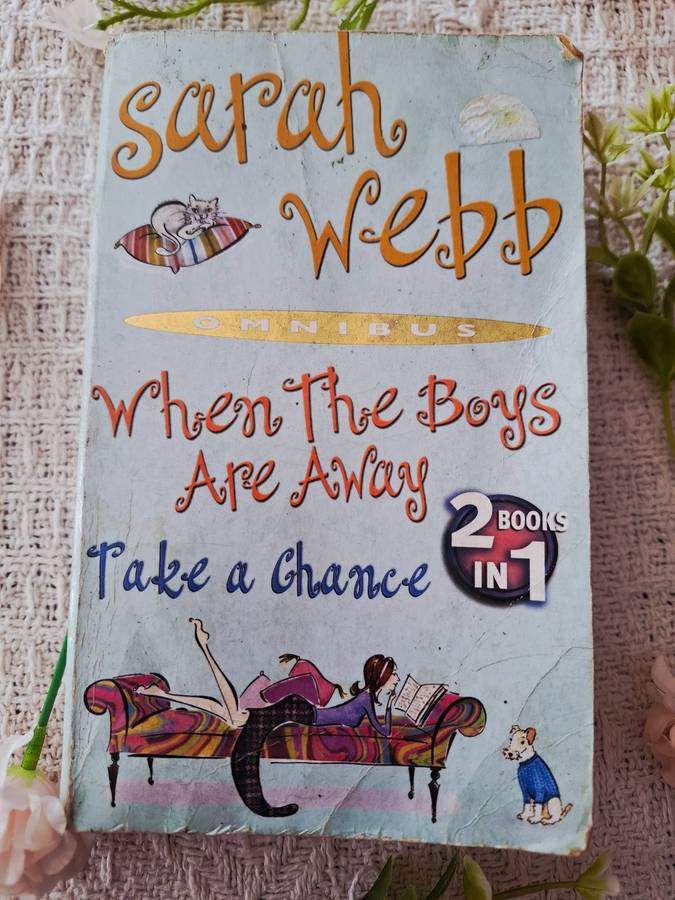 sarah
webb
OMNIBUS
When The Boys
Are Away
2 BOOKS
IN 1
Take a Chance